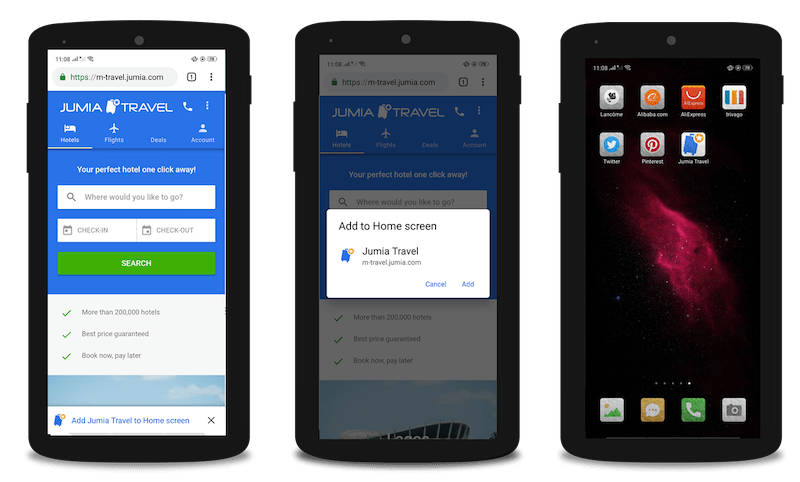 11:08
https://m-travel.jumia.com
1
JUMIA TRAVEL
Hotels
Flights
Deals
Account
Your perfect hotel one click away!
Where would you like to go?
CHECK-IN
CHECK-OUT
SEARCH
More than 200,000 hotels
Best price guaranteed
Book now, pay later
Add Jumia Travel to Home screen
11:08
https://m-travel.jumia.com
1
JUMIA TRAVEL
Hotels
Flights
Deals
Account
Your perfect hotel one click away!
Where would you like to go?
Add to Home screen
Jumia Travel
m-travel.jumia.com
Cancel
Add
More than 200,000 hotels
Best price guaranteed
Book now, pay later
Lagos
11:08
Lancôme
Alibaba.com
AliExpress
AliExpress
trivago
Twitter
Pinterest
Jumia Travel